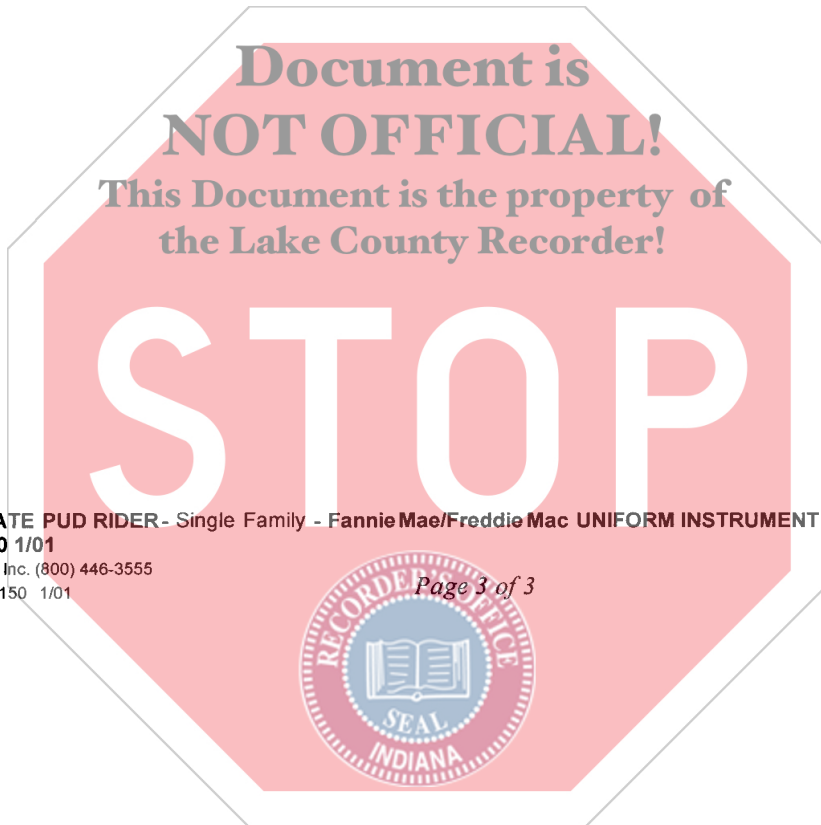 Document is
NOT OFFICIAL!
This Document is the property of
the Lake County Recorder!
STOP
ATE PUD RIDER- Single Family - Fannie Mae/Freddie Mac UNIFORM INSTRUMENT
0 1/01
Inc. (800) 446-3555
150 1/01
Page 3 of 3
RECORDER'S OFFICE
SEAL
INDIANA